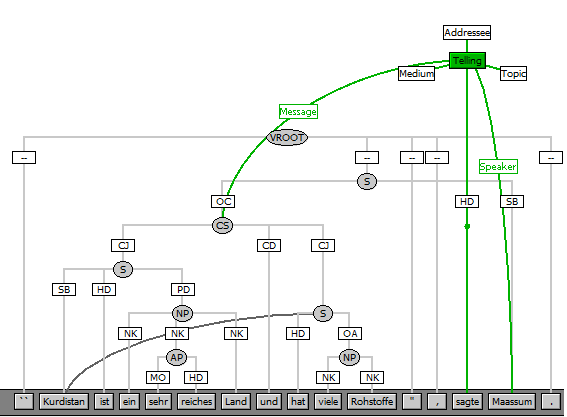 Addressee
Telling
Medium Topic
Message
VROOT
-- -- -- -- --
Speaker
S
OC HD SB
CS
CJ CD CJ
S
SB HD PD
NP S
NK NK NK HD OA
AP NP
MO HD NK NK
`` Kurdistan ist ein sehr reiches Land und hat viele Rohstoffe " , sagte Maassum .